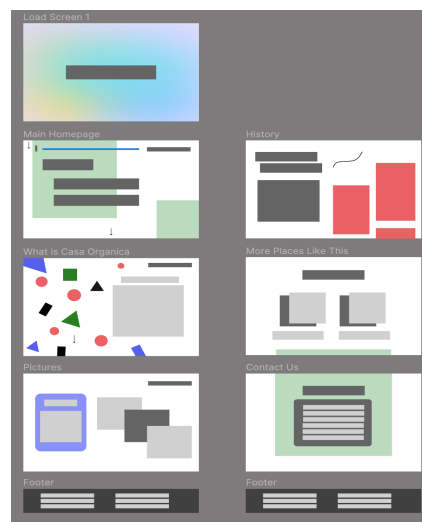 Load Screen 1
Main Homepage
History
What is Casa Organica
More Places Like This
Pictures
Contact Us
Footer
Footer